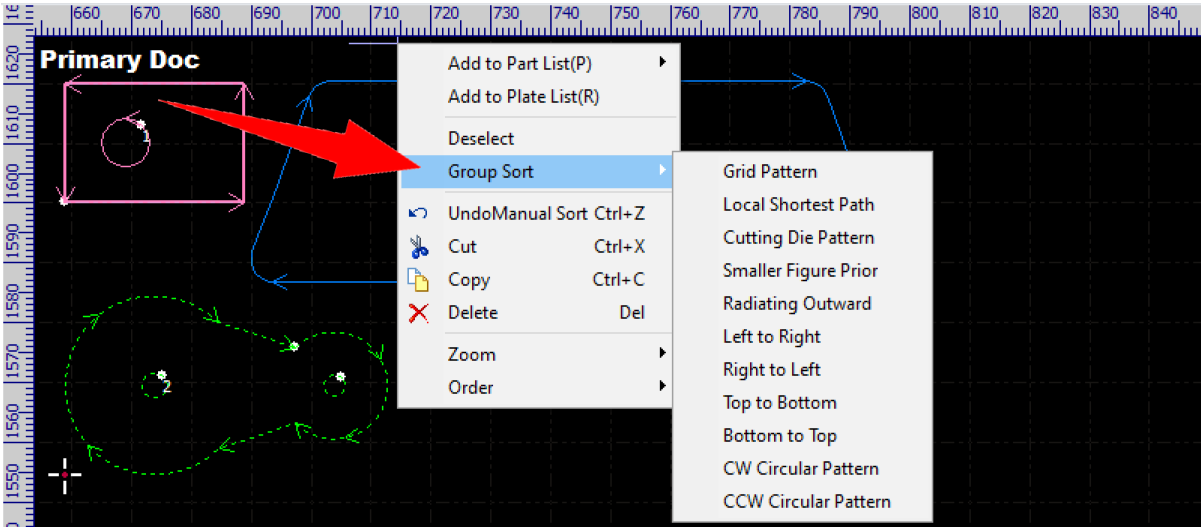 660 670 680 690 700 710 720 730 740 750 760 770 780 790 800 810 820 830 840
1620
1610
1600
1590
1580
1570
1560
1550
Primary Doc
1
2
Add to Part List(P)
Add to Plate List(R)
Deselect
Group Sort
UndoManual Sort Ctrl+Z
Cut Ctrl+X
Copy Ctrl+C
Delete Del
Zoom
Order
Grid Pattern
Local Shortest Path
Cutting Die Pattern
Smaller Figure Prior
Radiating Outward
Left to Right
Right to Left
Top to Bottom
Bottom to Top
CW Circular Pattern
CCW Circular Pattern